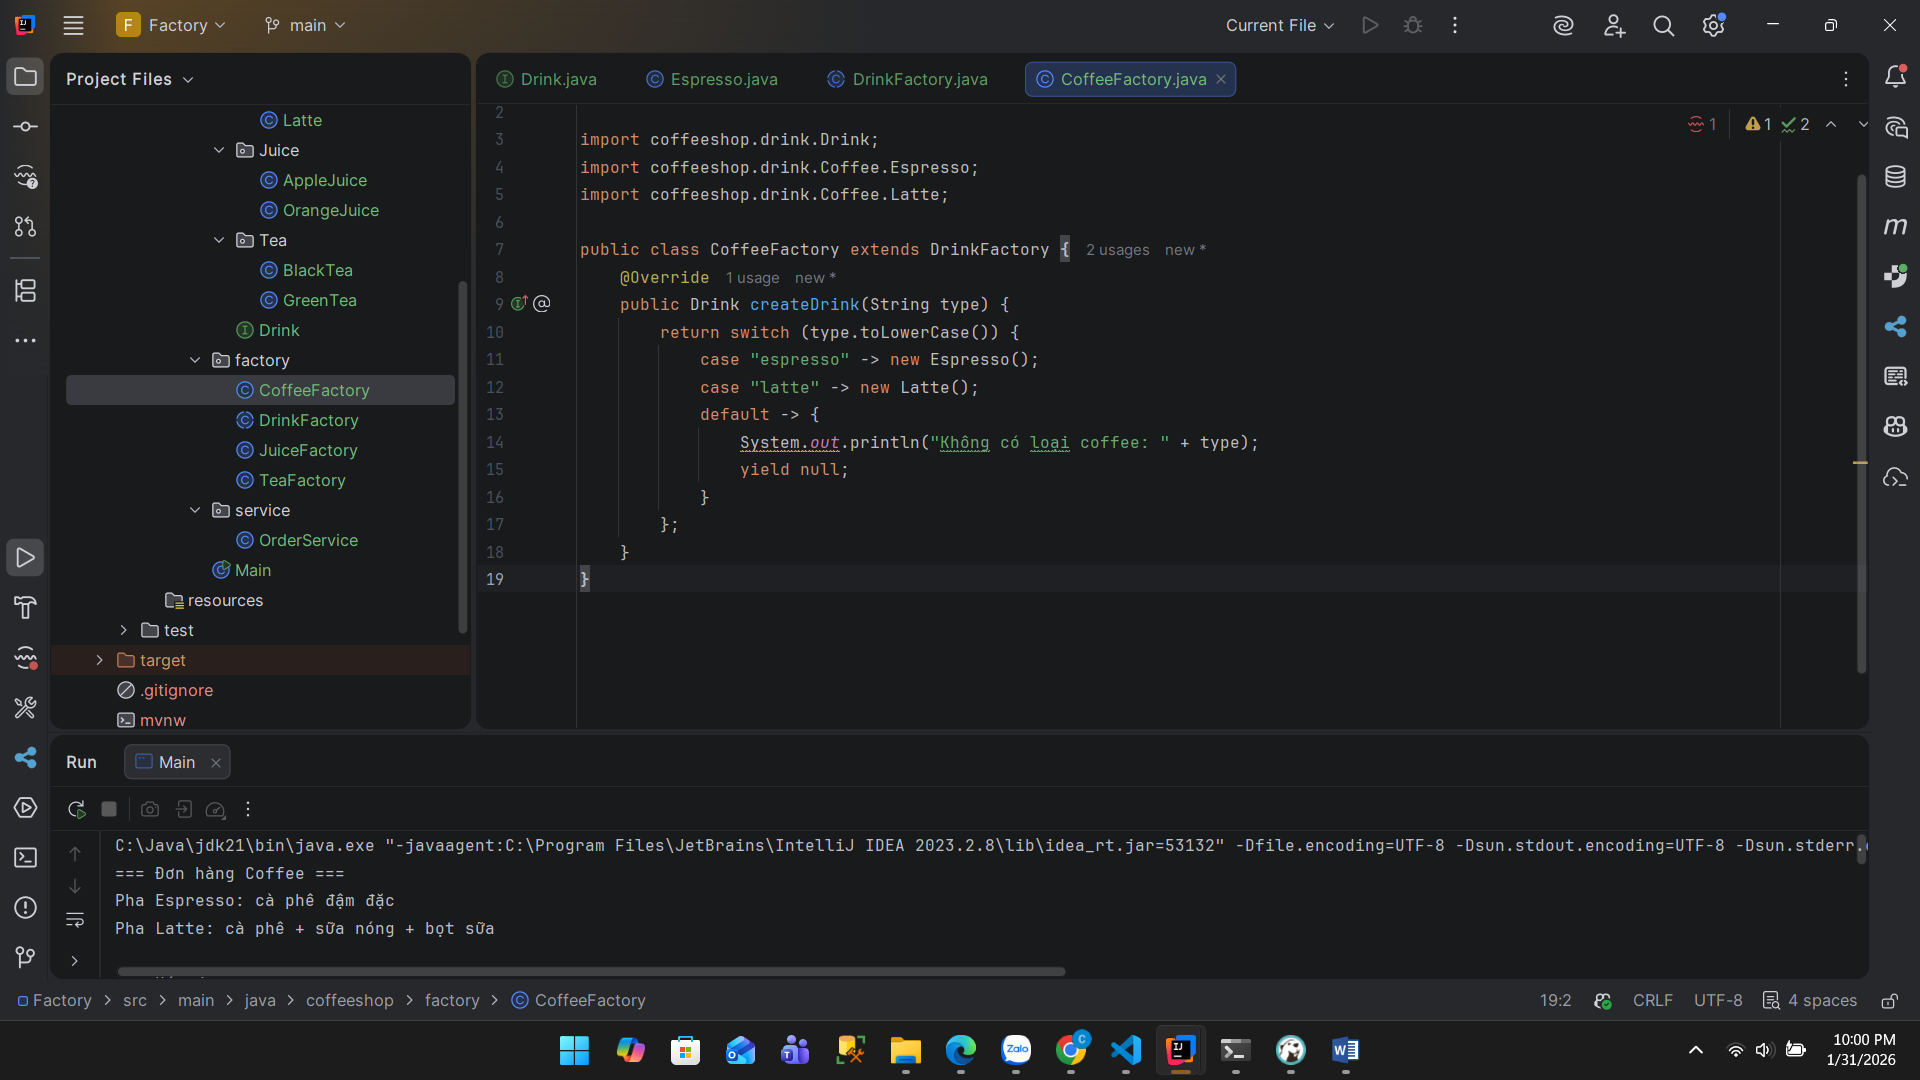 F Factory
main
Current File
Project Files
Latte
Juice
AppleJuice
OrangeJuice
Tea
BlackTea
GreenTea
Drink
factory
CoffeeFactory
DrinkFactory
JuiceFactory
TeaFactory
service
OrderService
Main
resources
test
target
.gitignore
mvnw
Drink.java
Espresso.java
DrinkFactory.java
CoffeeFactory.java
1 1 2
2
3 import coffeeshop.drink.Drink;
4 import coffeeshop.drink.Coffee.Espresso;
5 import coffeeshop.drink.Coffee.Latte;
6
7 public class CoffeeFactory extends DrinkFactory { 2 usages new *
8 @Override 1 usage new *
9 public Drink createDrink(String type) {
10 return switch (type.toLowerCase()) {
11 case "espresso" -> new Espresso();
12 case "latte" -> new Latte();
13 default -> {
14 System.out.println("Không có loại coffee: " + type);
15 yield null;
16 }
17 };
18 }
19 }
Run
Main
C:\Java\jdk21\bin\java.exe "-javaagent:C:\Program Files\JetBrains\IntelliJ IDEA 2023.2.8\lib\idea_rt.jar=53132" -Dfile.encoding=UTF-8 -Dsun.stdout.encoding=UTF-8 -Dsun.stderr.
=== Đơn hàng Coffee ===
Pha Espresso: cà phê đậm đặc
Pha Latte: cà phê + sữa nóng + bọt sữa
Factory > src > main > java > coffeeshop > factory > CoffeeFactory
19:2 CRLF UTF-8 4 spaces
10:00 PM
1/31/2026